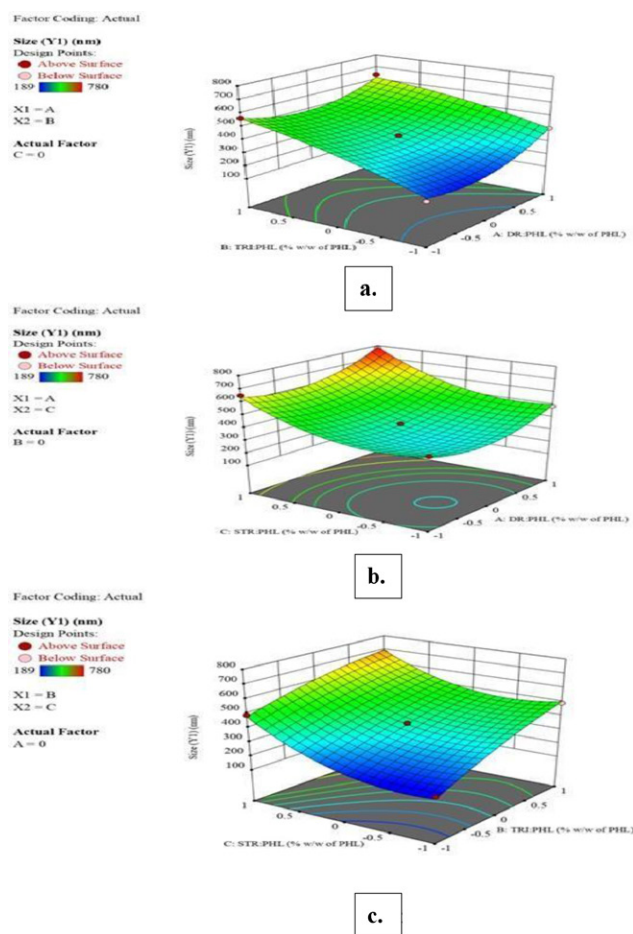 Factor Coding: Actual
Size (Y1) (nm)
Design Points:
Above Surface
Below Surface
189 780
X1 = A
X2 = B
Actual Factor
C = 0
Size (Y1) (nm)
800
700
600
500
400
300
200
100
1
0.5
0
-0.5
-1
B: TRI:PHL (% w/w of PHL)
-1
-0.5
0
0.5
1
A: DR:PHL (% w/w of PHL)
a.
Factor Coding: Actual
Size (Y1) (nm)
Design Points:
Above Surface
Below Surface
189 780
X1 = A
X2 = C
Actual Factor
B = 0
Size (Y1) (nm)
800
700
600
500
400
300
200
100
1
0.5
0
-0.5
-1
C: STR:PHL (% w/w of PHL)
-1
-0.5
0
0.5
1
A: DR:PHL (% w/w of PHL)
b.
Factor Coding: Actual
Size (Y1) (nm)
Design Points:
Above Surface
Below Surface
189 780
X1 = B
X2 = C
Actual Factor
A = 0
Size (Y1) (nm)
800
700
600
500
400
300
200
100
1
0.5
0
-0.5
-1
C: STR:PHL (% w/w of PHL)
-1
-0.5
0
0.5
1
B: TRI:PHL (% w/w of PHL)
c.